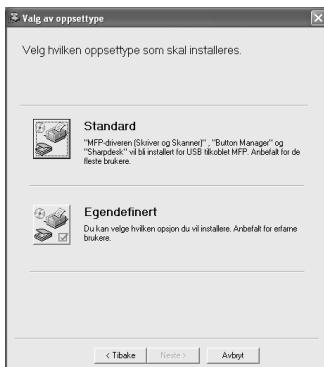 Valg av oppsettype
Velg hvilken oppsettype som skal installeres.
Standard
"MFP-driveren (Skriver og Skanner)" , "Button Manager" og
"Sharpdesk" vil bli installert for USB tilkoblet MFP. Anbefalt for de
fleste brukere.
Egendefinert
Du kan velge hvilken opsjon du vil installere. Anbefalt for erfarne
brukere.
< Tibake
Neste >
Avbryt